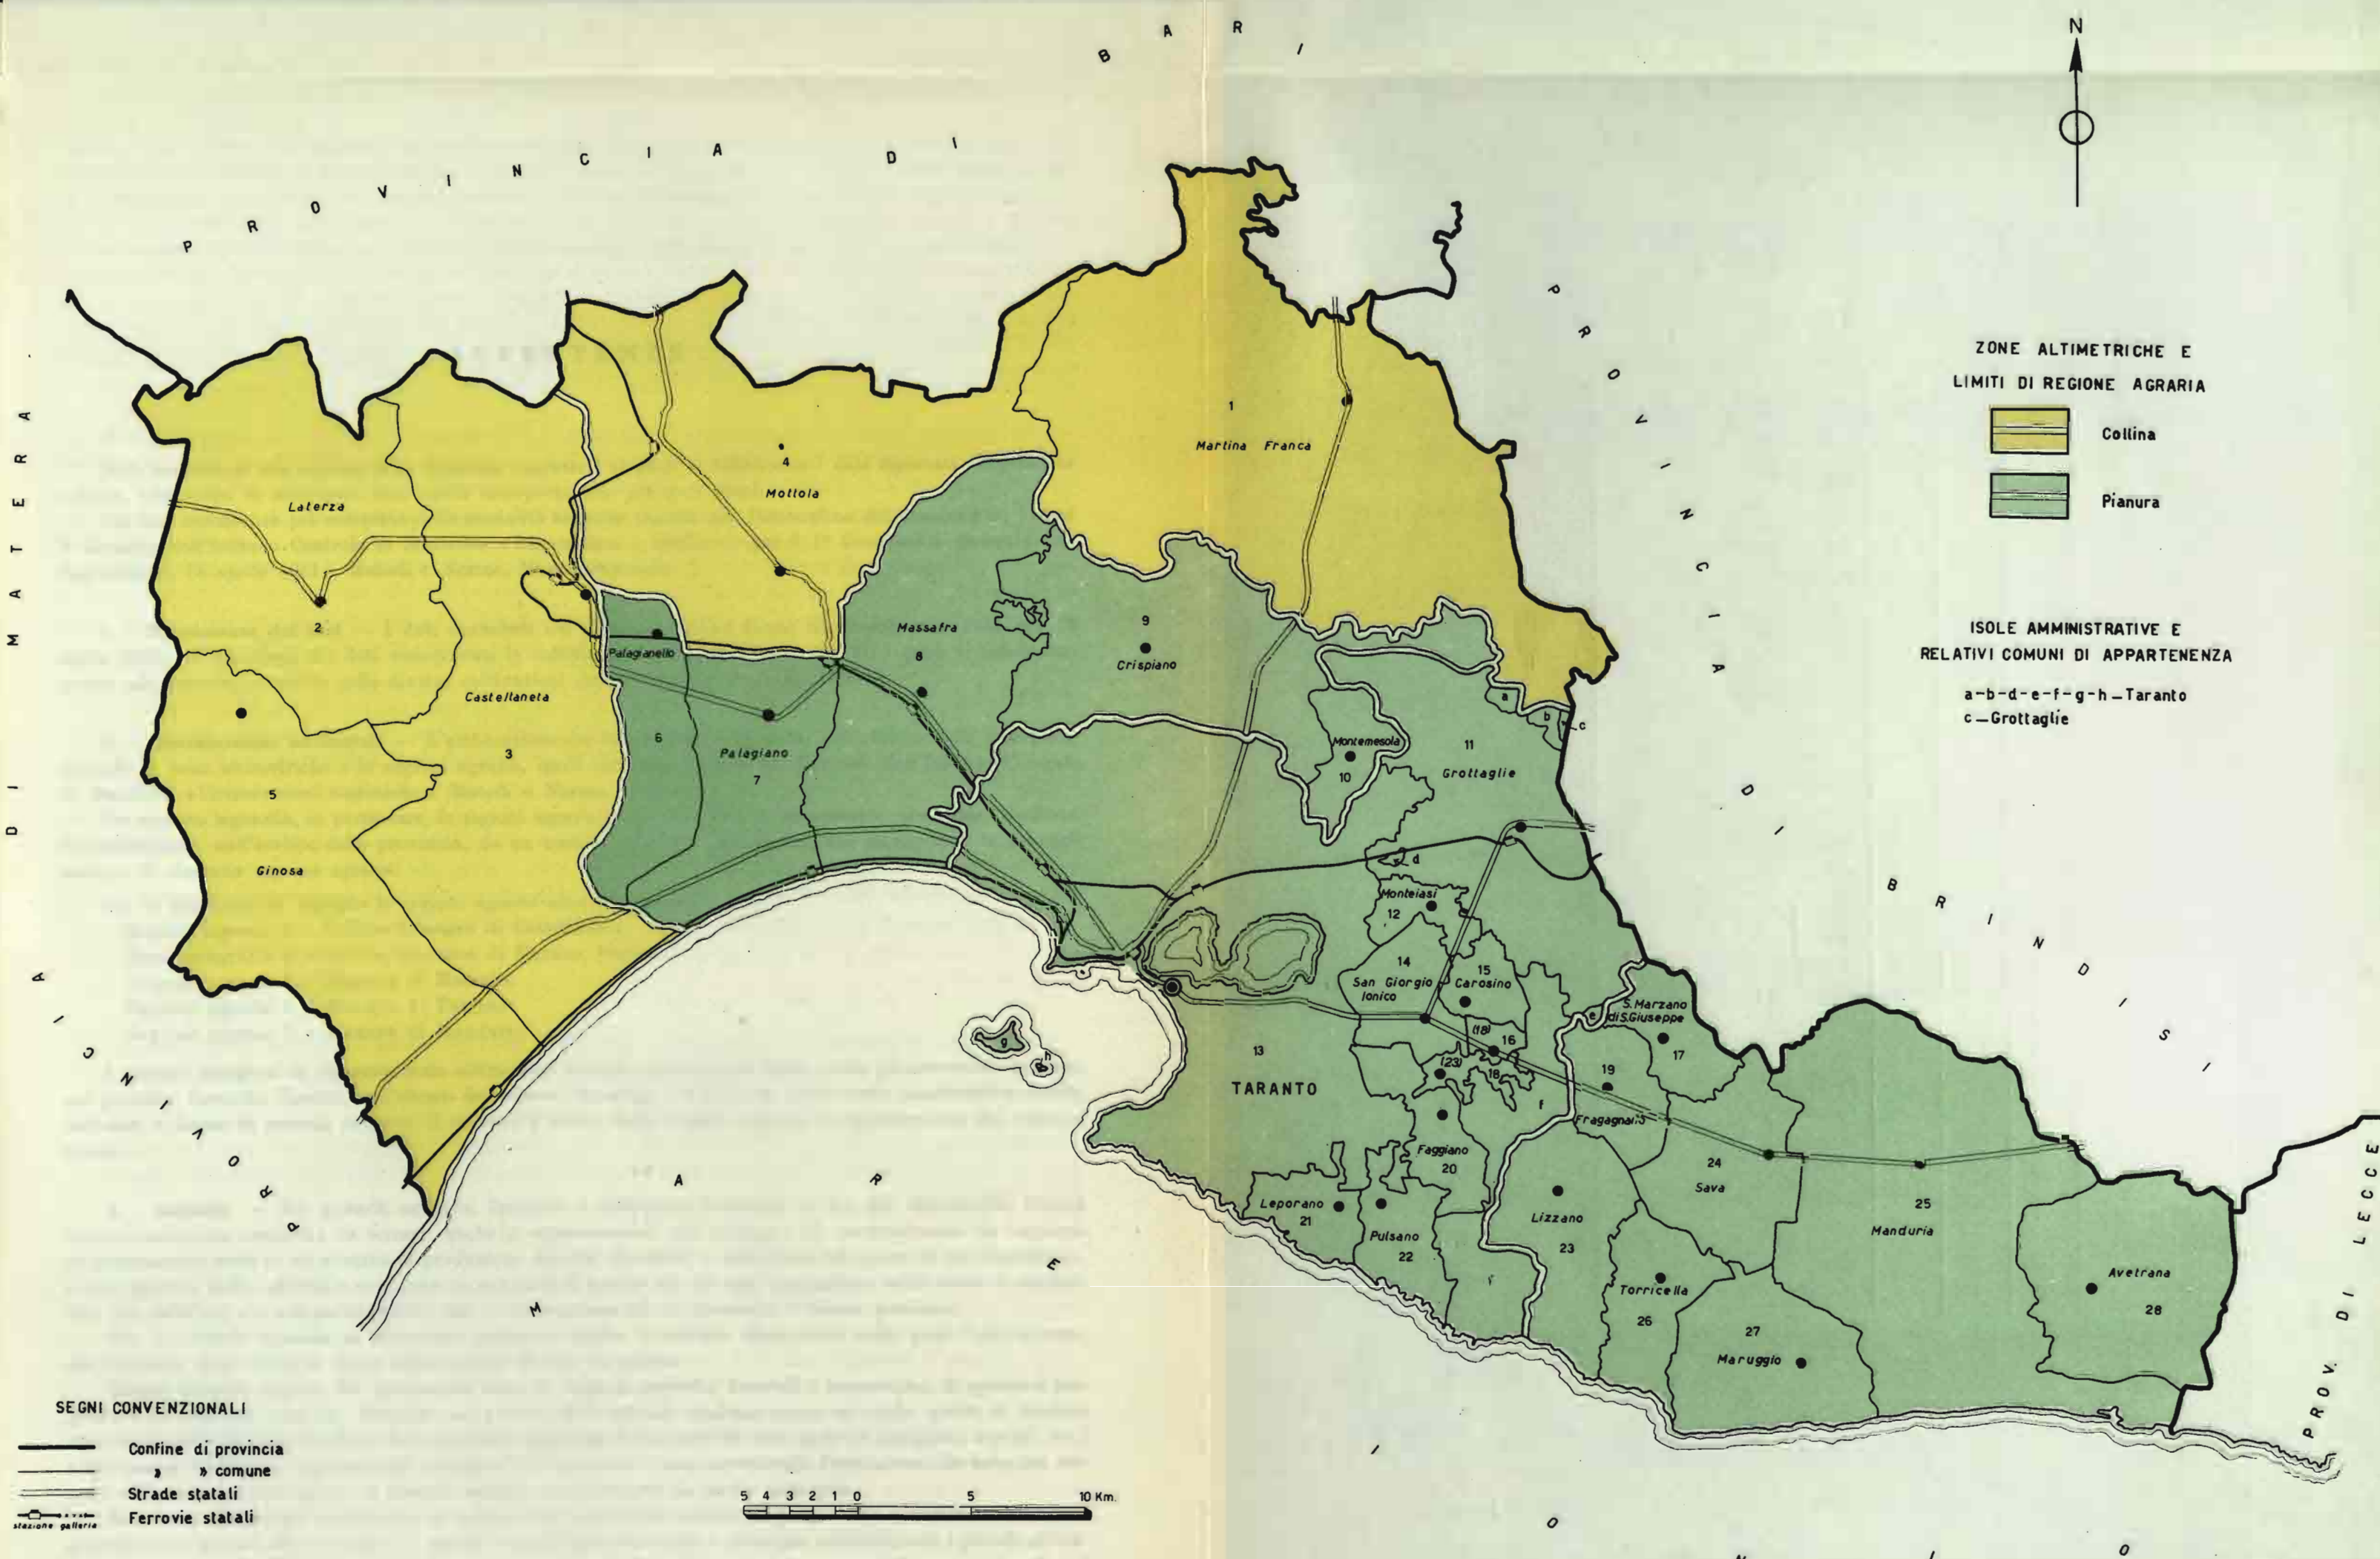 PROVINCIA DI BARI
N
PROVINCIA DI BRINDISI
PROV. DI LECCE
PROVINCIA DI MATERA
MARE IONIO
ZONE ALTIMETRICHE E
LIMITI DI REGIONE AGRARIA
Collina
Pianura
ISOLE AMMINISTRATIVE E
RELATIVI COMUNI DI APPARTENENZA
a-b-d-e-f-g-h-Taranto
c-Grottaglie
1
Martina Franca
Laterza
2
Castellaneta
3
4
Mottola
5
Ginosa
Palagianello
6
Palagiano
7
Massafra
8
9
Crispiano
Montemesola
10
11
Grottaglie
a
b
c
d
Monteiasi
12
13
TARANTO
14
San Giorgio
Ionico
15
Carosino
(18)
16
S. Marzano
di S.Giuseppe
17
e
(23)
18
19
Fragagnano
f
Faggiano
20
Leporano
21
Pulsano
22
f
Lizzano
23
24
Sava
25
Manduria
Torricella
26
27
Maruggio
Avetrana
28
g
h
SEGNI CONVENZIONALI
Confine di provincia
» » comune
Strade statali
Ferrovie statali
stazione galleria
5 4 3 2 1 0 5 10 Km.